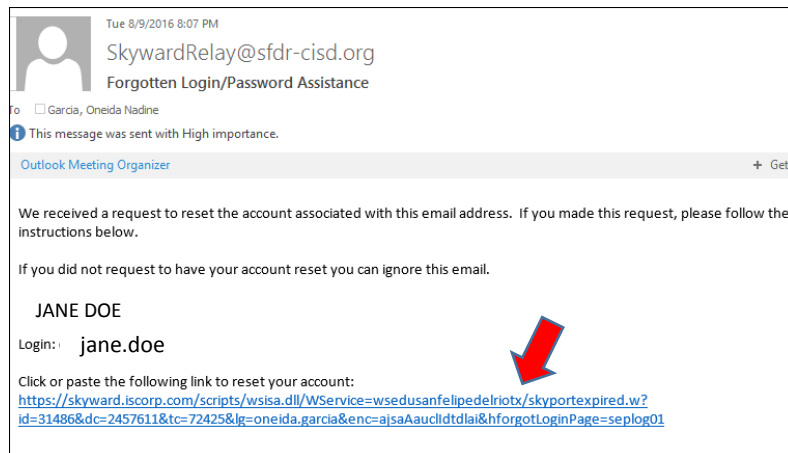 Tue 8/9/2016 8:07 PM
SkywardRelay@sfdr-cisd.org
Forgotten Login/Password Assistance
To Garcia, Oneida Nadine
This message was sent with High importance.
Outlook Meeting Organizer + Get
We received a request to reset the account associated with this email address.  If you made this request, please follow the
instructions below.
If you did not request to have your account reset you can ignore this email.
JANE DOE
Login: jane.doe
Click or paste the following link to reset your account:
https://skyward.iscorp.com/scripts/wsisa.dll/WService=wsedusanfelipedelriotx/skyportexpired.w?
id=31486&dc=2457611&tc=72425&lg=oneida.garcia&enc=ajsaAauclIdtdlai&hforgotLoginPage=seplog01